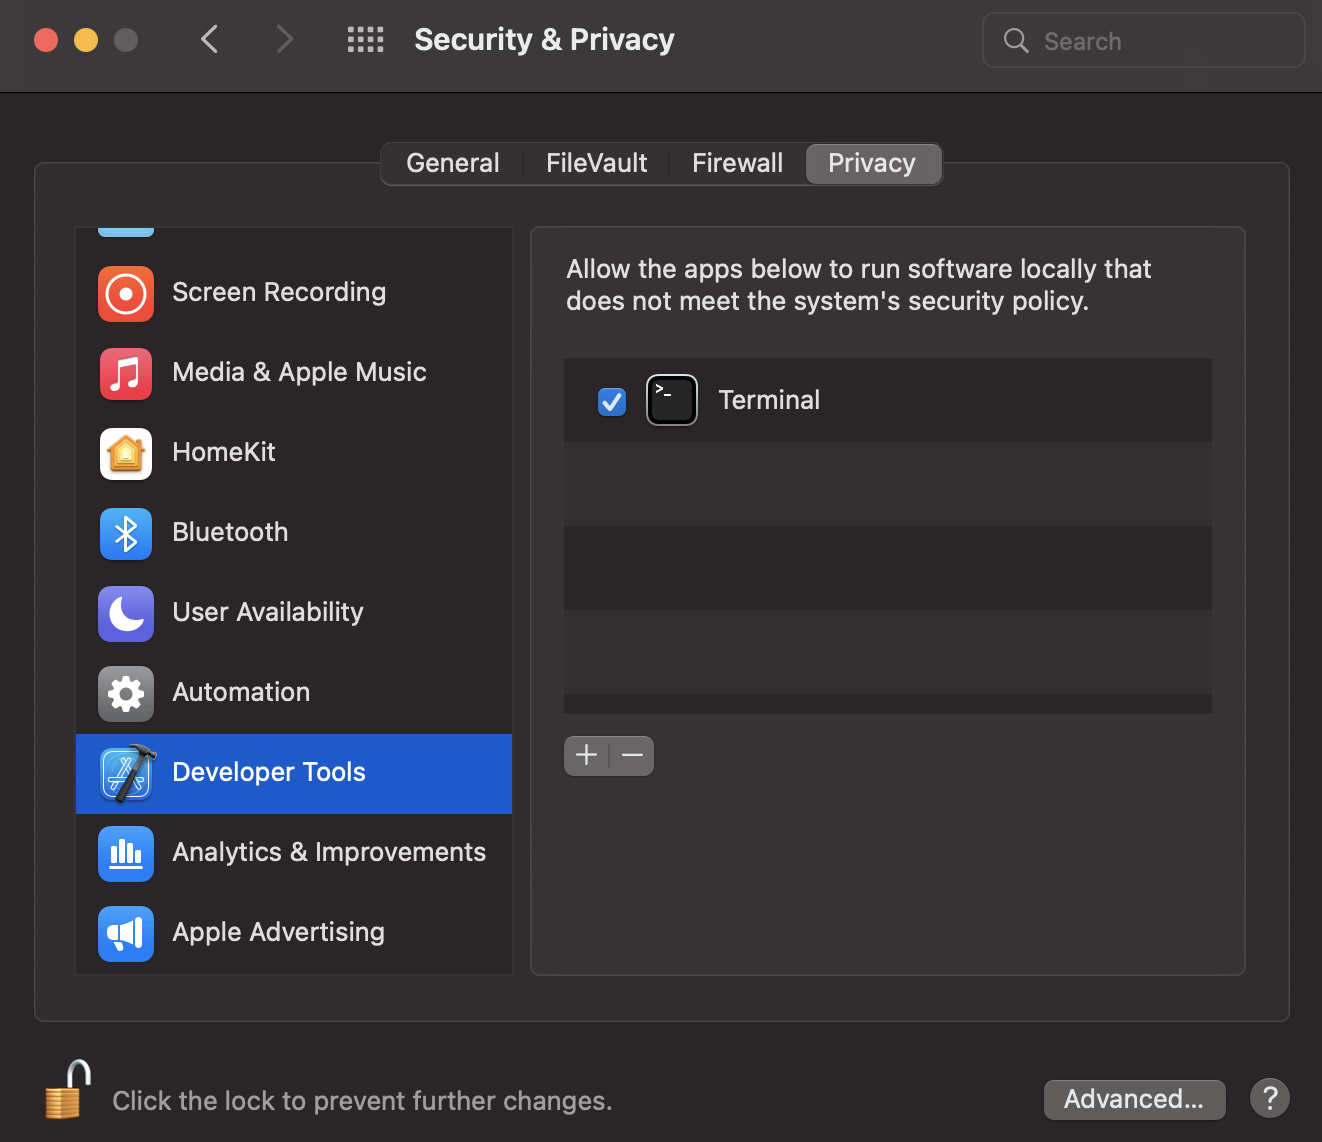 Security & Privacy
Search
General
FileVault
Firewall
Privacy
Screen Recording
Media & Apple Music
HomeKit
Bluetooth
User Availability
Automation
Developer Tools
Analytics & Improvements
Apple Advertising
Allow the apps below to run software locally that
does not meet the system's security policy.
>_
Terminal
+ −
Click the lock to prevent further changes.
Advanced...
?